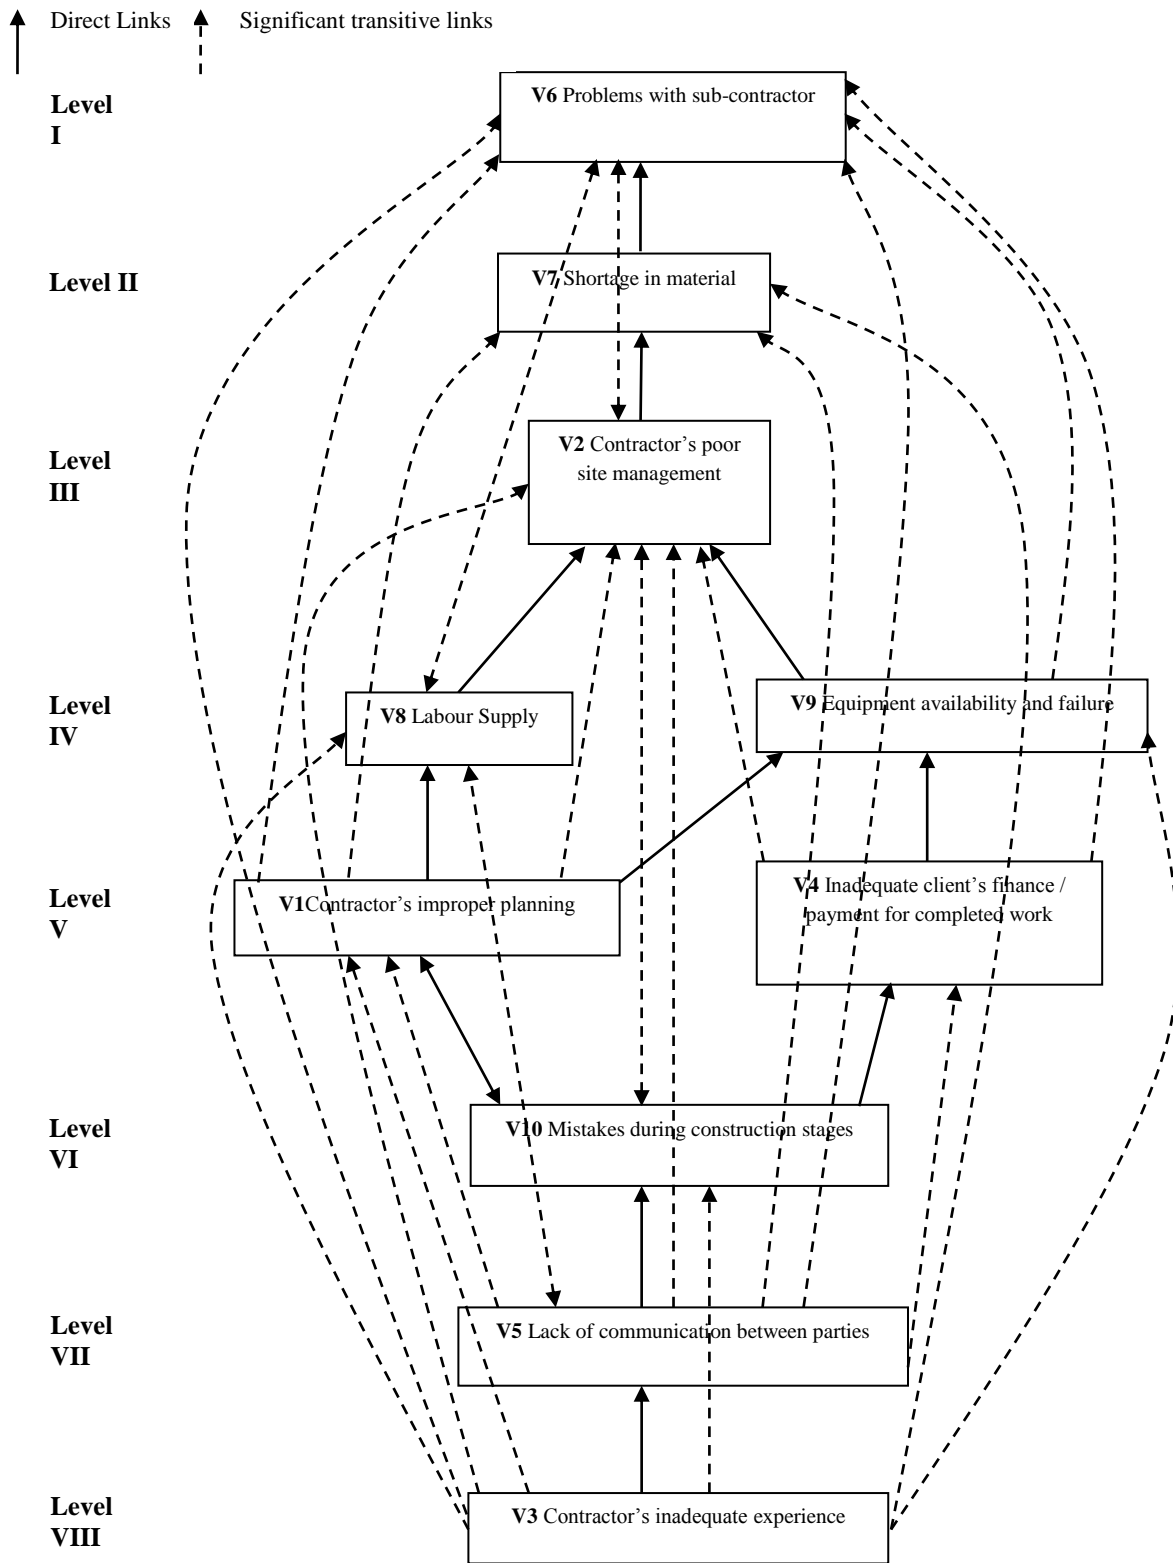 Direct Links
Significant transitive links
Level
I
V6 Problems with sub-contractor
Level II
V7 Shortage in material
Level
III
V2 Contractor’s poor
site management
Level
IV
V8 Labour Supply
V9 Equipment availability and failure
Level
V
V1Contractor’s improper planning
V4 Inadequate client’s finance /
payment for completed work
Level
VI
V10 Mistakes during construction stages
Level
VII
V5 Lack of communication between parties
Level
VIII
V3 Contractor’s inadequate experience